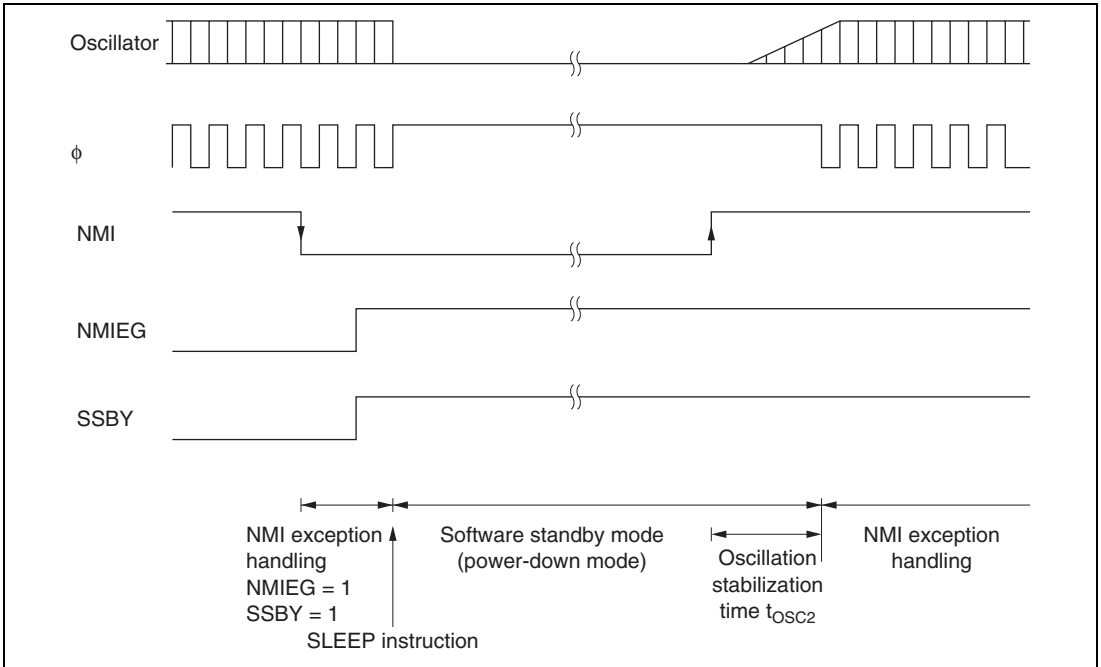 Oscillator
φ
NMI
NMIEG
SSBY
NMI exception
handling
NMIEG = 1
SSBY = 1
SLEEP instruction
Software standby mode
(power-down mode)
Oscillation
stabilization
time tOSC2
NMI exception
handling